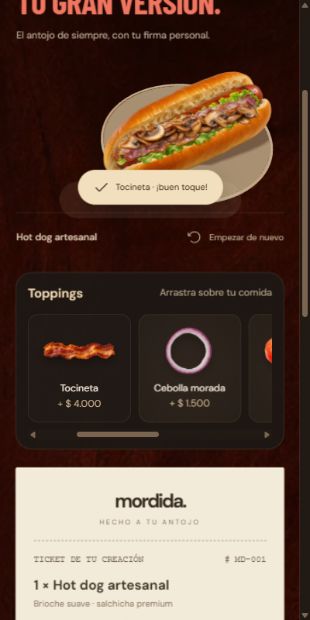 TU GRAN VERSIÓN.
El antojo de siempre, con tu firma personal.
Tocineta · ¡buen toque!
Hot dog artesanal
Empezar de nuevo
Toppings
Arrastra sobre tu comida
Tocineta
+ $ 4.000
Cebolla morada
+ $ 1.500
mordida.
HECHO A TU ANTOJO
TICKET DE TU CREACIÓN
# MD-001
1 × Hot dog artesanal
Brioche suave · salchicha premium